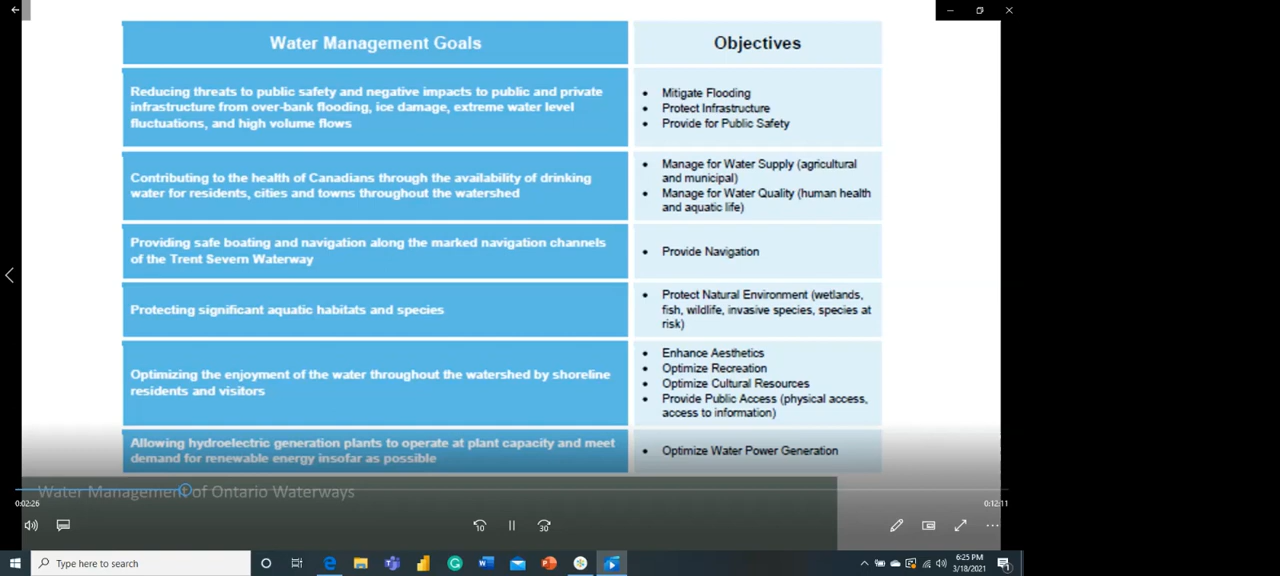 Water Management Goals
Objectives
Reducing threats to public safety and negative impacts to public and private
infrastructure from over-bank flooding, ice damage, extreme water level
fluctuations, and high volume flows
• Mitigate Flooding
• Protect Infrastructure
• Provide for Public Safety
Contributing to the health of Canadians through the availability of drinking
water for residents, cities and towns throughout the watershed
• Manage for Water Supply (agricultural
and municipal)
• Manage for Water Quality (human health
and aquatic life)
Providing safe boating and navigation along the marked navigation channels
of the Trent Severn Waterway
• Provide Navigation
Protecting significant aquatic habitats and species
• Protect Natural Environment (wetlands,
fish, wildlife, invasive species, species at
risk)
Optimizing the enjoyment of the water throughout the watershed by shoreline
residents and visitors
• Enhance Aesthetics
• Optimize Recreation
• Optimize Cultural Resources
• Provide Public Access (physical access,
access to information)
Allowing hydroelectric generation plants to operate at plant capacity and meet
demand for renewable energy insofar as possible
• Optimize Water Power Generation
Water Management of Ontario Waterways
0:02:26
0:12:11
10
30
Type here to search
6:25 PM
3/18/2021
1